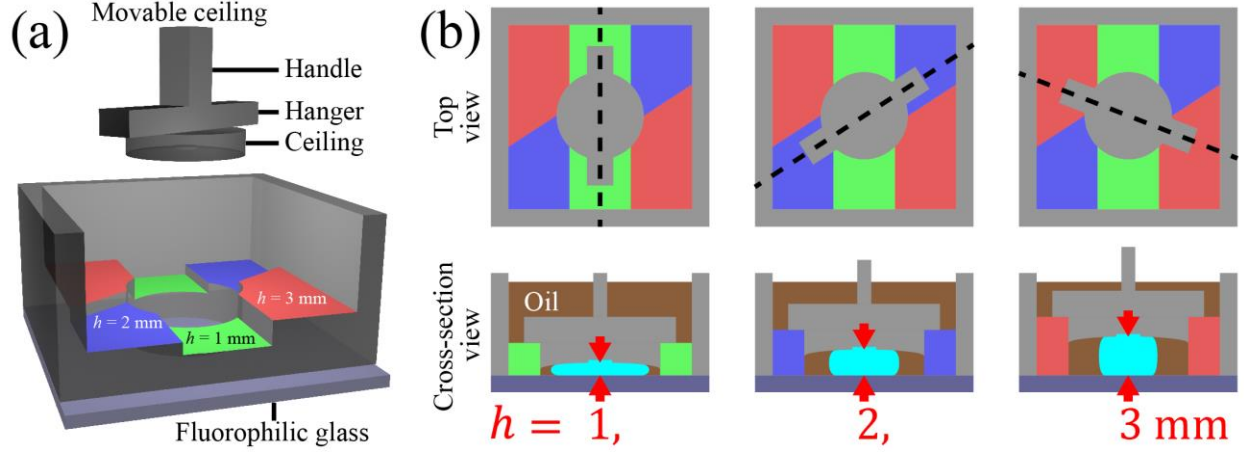 (a)
Movable ceiling
Handle
Hanger
Ceiling
h = 3 mm
h = 2 mm
h = 1 mm
Fluorophilic glass
(b)
Top
view
Cross-section
view
Oil
h = 1, 2, 3 mm